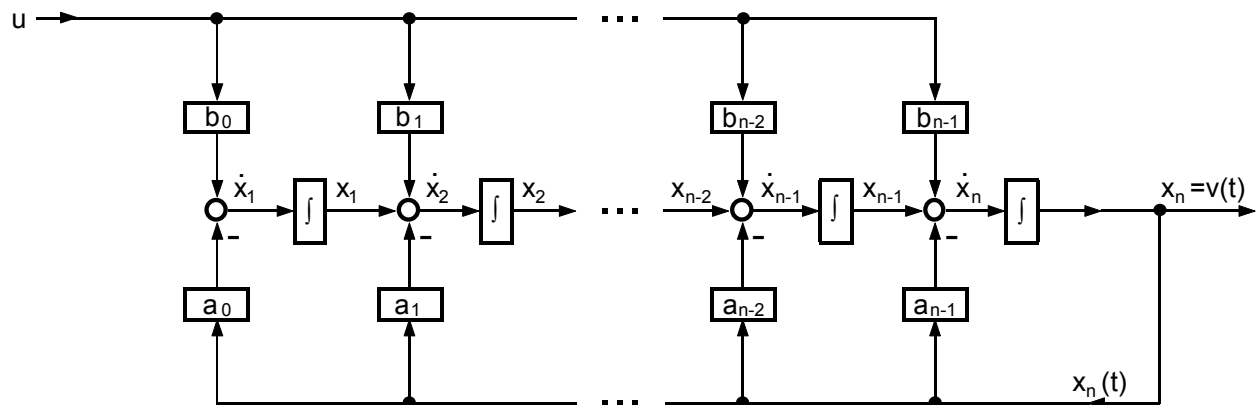 u ...
b₀ b₁ bₙ₋₂ bₙ₋₁
ẋ₁ ∫ x₁ ẋ₂ ∫ x₂ ... xₙ₋₂ ẋₙ₋₁ ∫ xₙ₋₁ ẋₙ ∫ xₙ=v(t)
- - - -
a₀ a₁ aₙ₋₂ aₙ₋₁
xₙ(t)
...